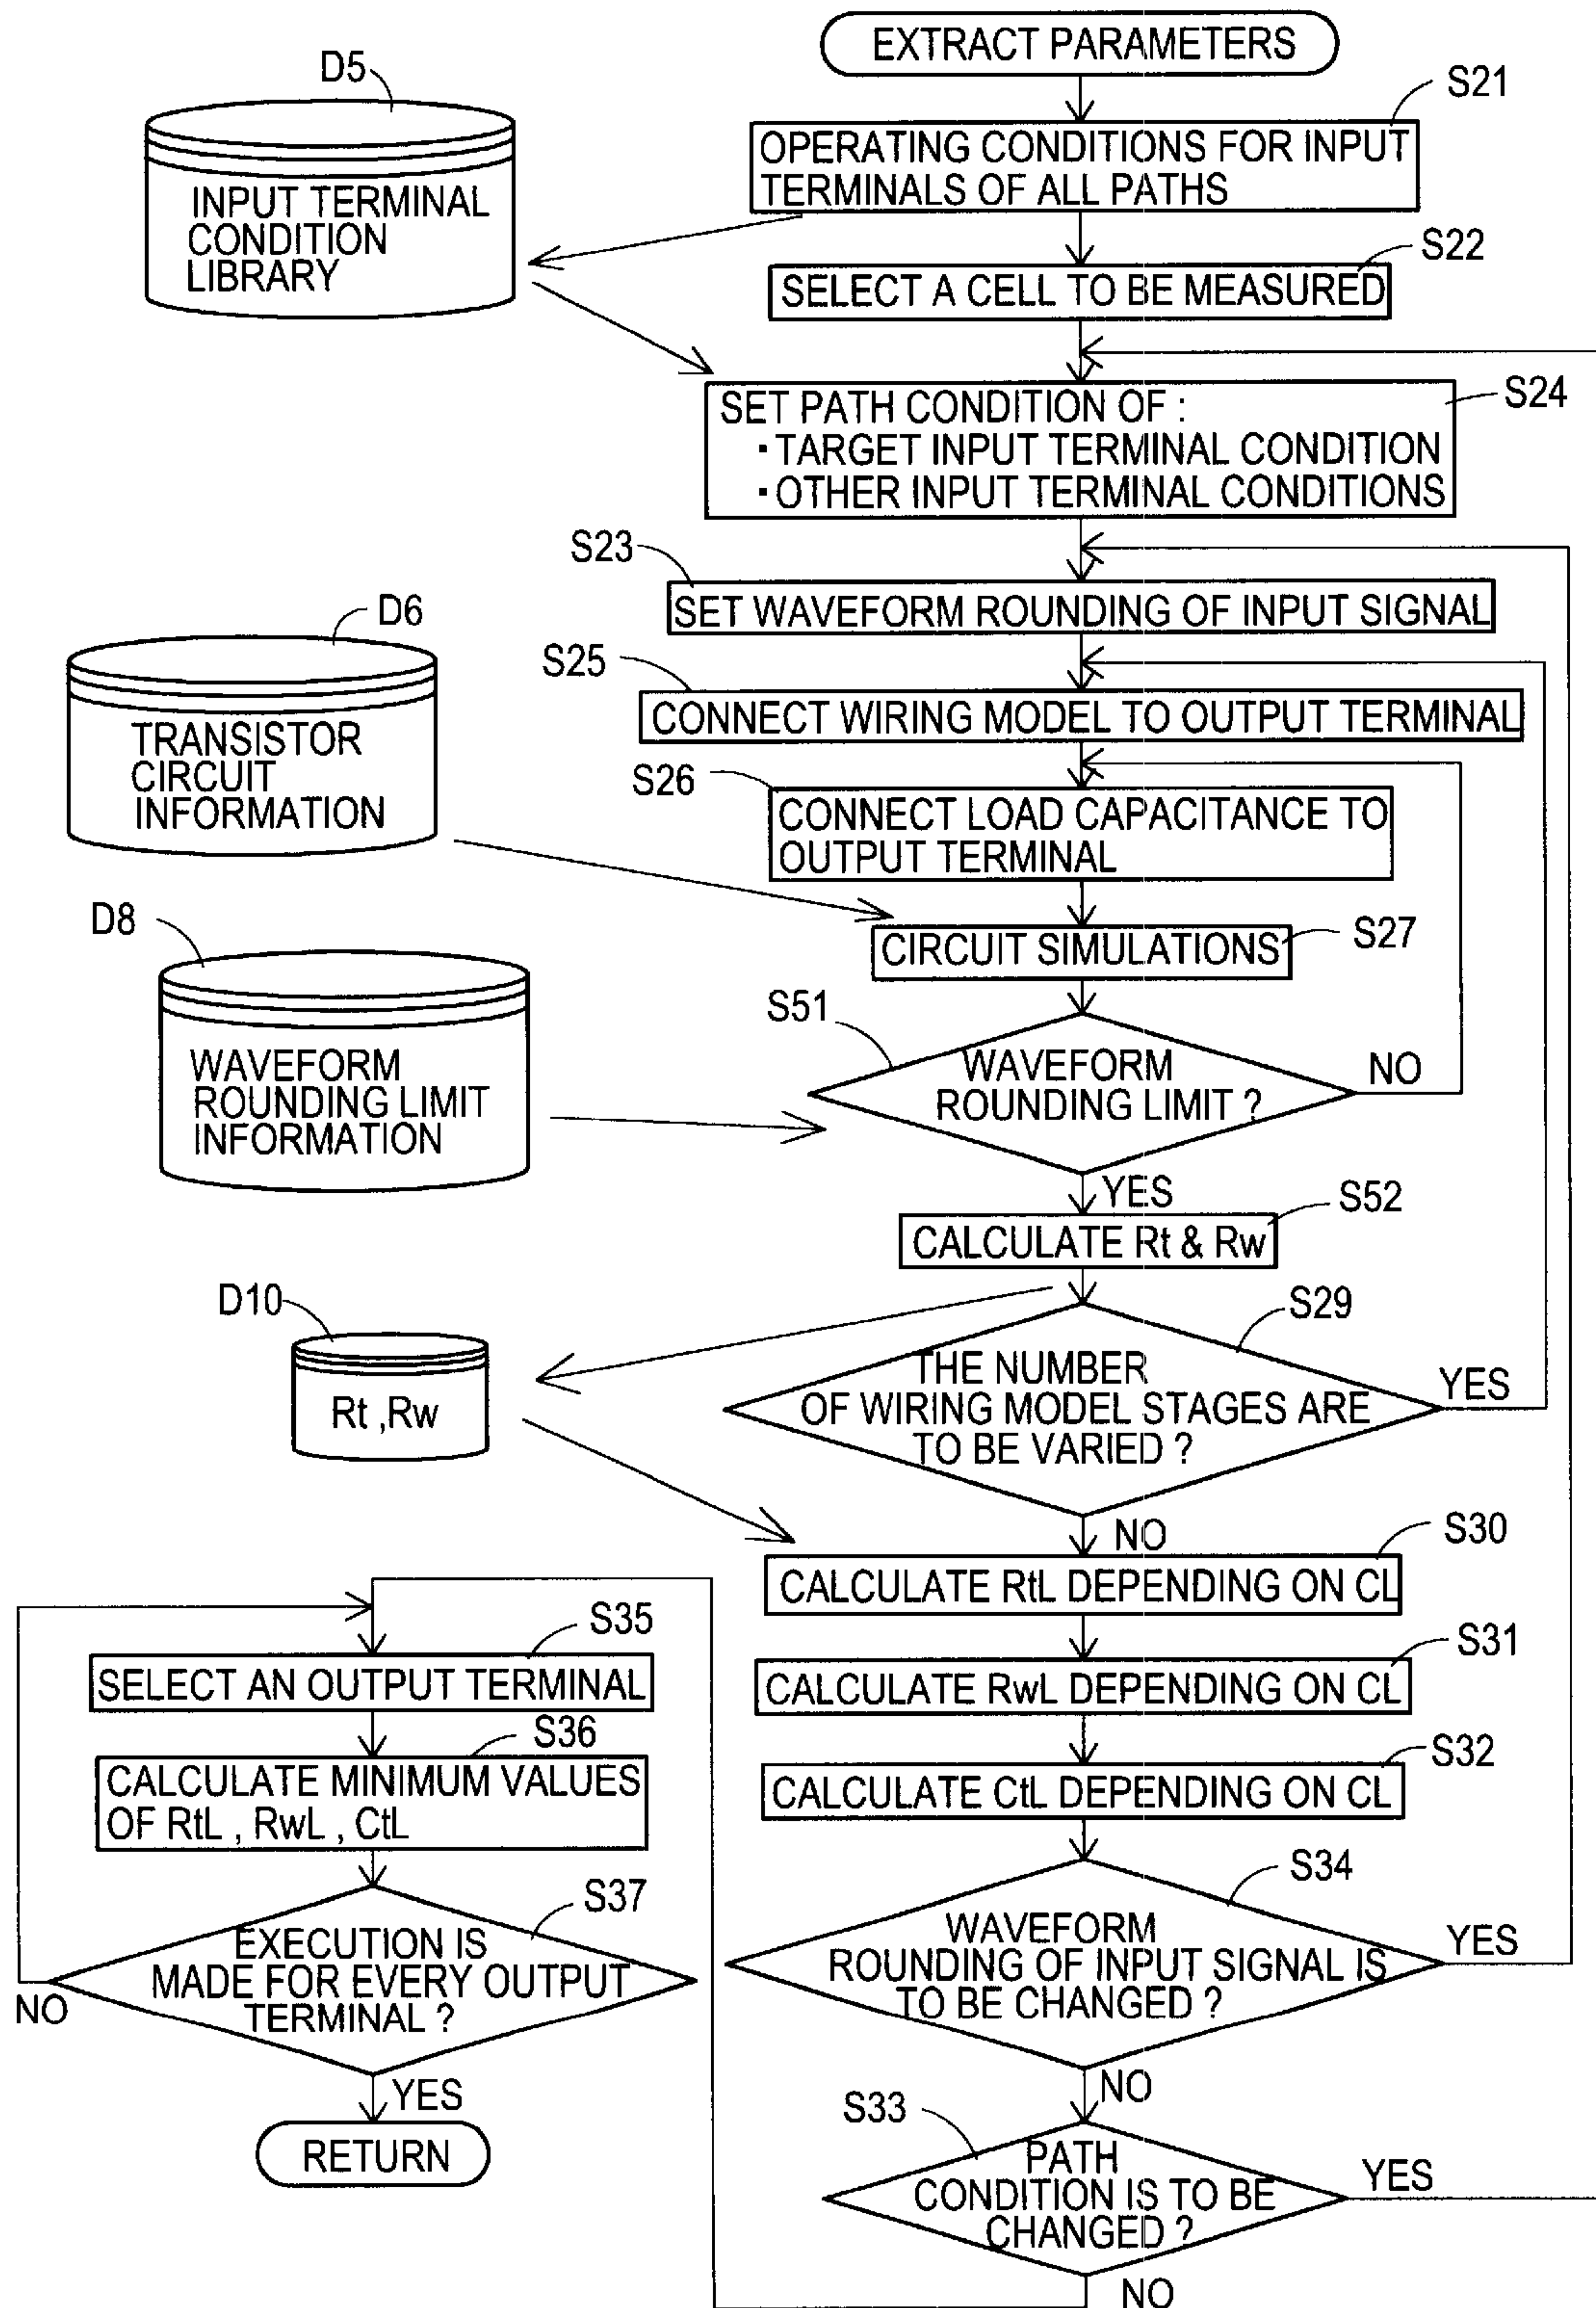 EXTRACT PARAMETERS
D5
INPUT TERMINAL
CONDITION
LIBRARY
S21
OPERATING CONDITIONS FOR INPUT
TERMINALS OF ALL PATHS
S22
SELECT A CELL TO BE MEASURED
S24
SET PATH CONDITION OF :
・TARGET INPUT TERMINAL CONDITION
・OTHER INPUT TERMINAL CONDITIONS
S23
SET WAVEFORM ROUNDING OF INPUT SIGNAL
D6
TRANSISTOR
CIRCUIT
INFORMATION
S25
CONNECT WIRING MODEL TO OUTPUT TERMINAL
S26
CONNECT LOAD CAPACITANCE TO
OUTPUT TERMINAL
S27
CIRCUIT SIMULATIONS
D8
WAVEFORM
ROUNDING LIMIT
INFORMATION
S51
WAVEFORM
ROUNDING LIMIT ?
NO
YES
S52
CALCULATE Rt & Rw
D10
Rt ,Rw
S29
THE NUMBER
OF WIRING MODEL STAGES ARE
TO BE VARIED ?
YES
NO
S30
CALCULATE RtL DEPENDING ON CL
S31
CALCULATE RwL DEPENDING ON CL
S32
CALCULATE CtL DEPENDING ON CL
S34
WAVEFORM
ROUNDING OF INPUT SIGNAL IS
TO BE CHANGED ?
YES
NO
S33
PATH
CONDITION IS TO BE
CHANGED ?
YES
NO
S35
SELECT AN OUTPUT TERMINAL
S36
CALCULATE MINIMUM VALUES
OF RtL , RwL , CtL
S37
EXECUTION IS
MADE FOR EVERY OUTPUT
TERMINAL ?
NO
YES
RETURN